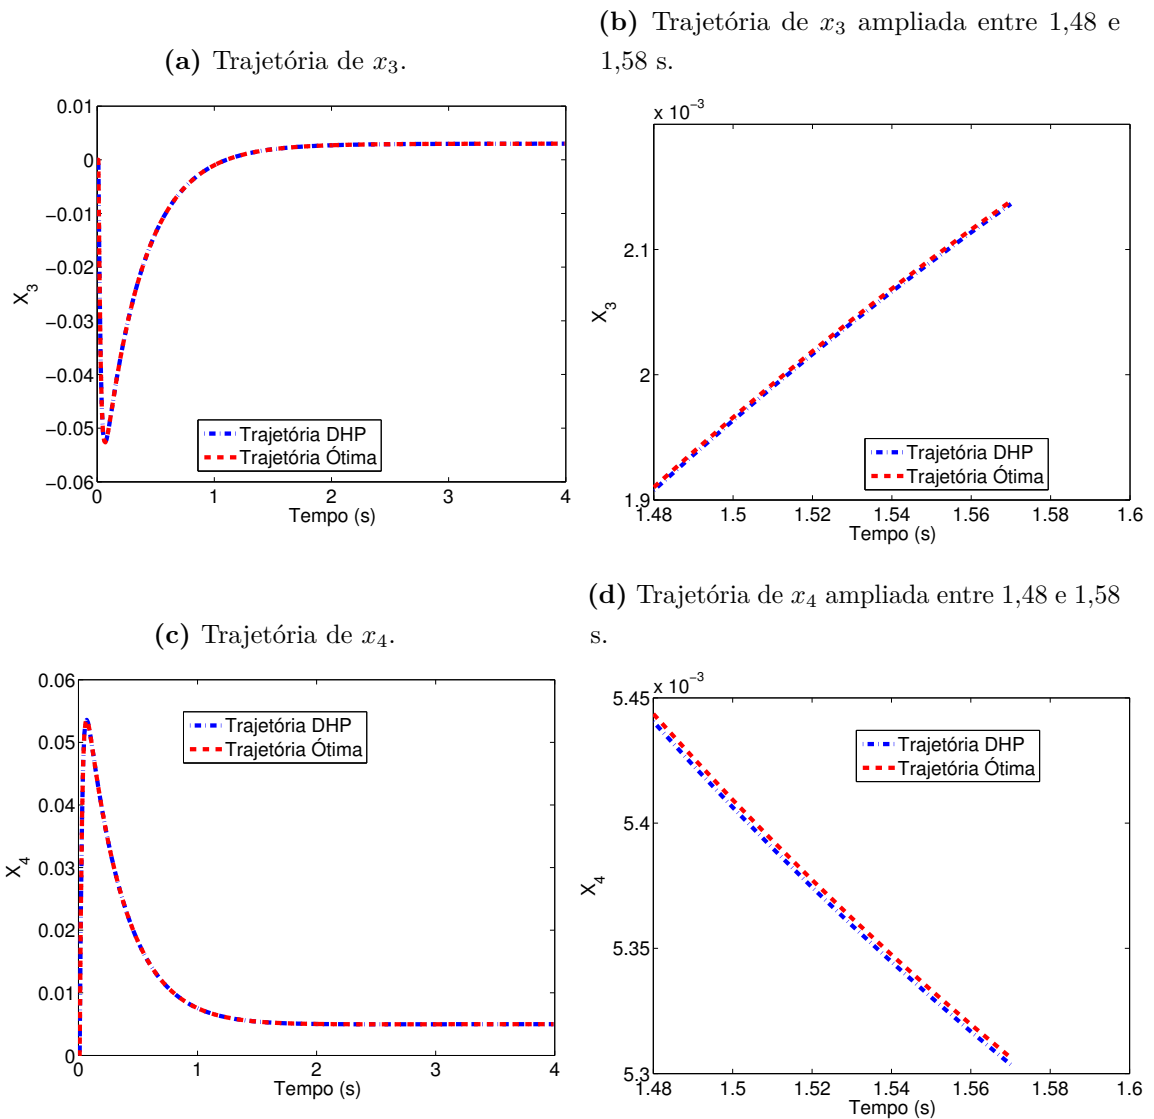 (a) Trajetória de x3.
0.01
0
−0.01
−0.02
−0.03
−0.04
−0.05
−0.06
X3
Trajetória DHP
Trajetória Ótima
0 1 2 3 4
Tempo (s)
(b) Trajetória de x3 ampliada entre 1,48 e
1,58 s.
x 10−3
2.1
2
1.9
X3
Trajetória DHP
Trajetória Ótima
1.48 1.5 1.52 1.54 1.56 1.58 1.6
Tempo (s)
(c) Trajetória de x4.
0.06
0.05
0.04
0.03
0.02
0.01
0
X4
Trajetória DHP
Trajetória Ótima
0 1 2 3 4
Tempo (s)
(d) Trajetória de x4 ampliada entre 1,48 e 1,58
s.
x 10−3
5.45
5.4
5.35
5.3
X4
Trajetória DHP
Trajetória Ótima
1.48 1.5 1.52 1.54 1.56 1.58 1.6
Tempo (s)